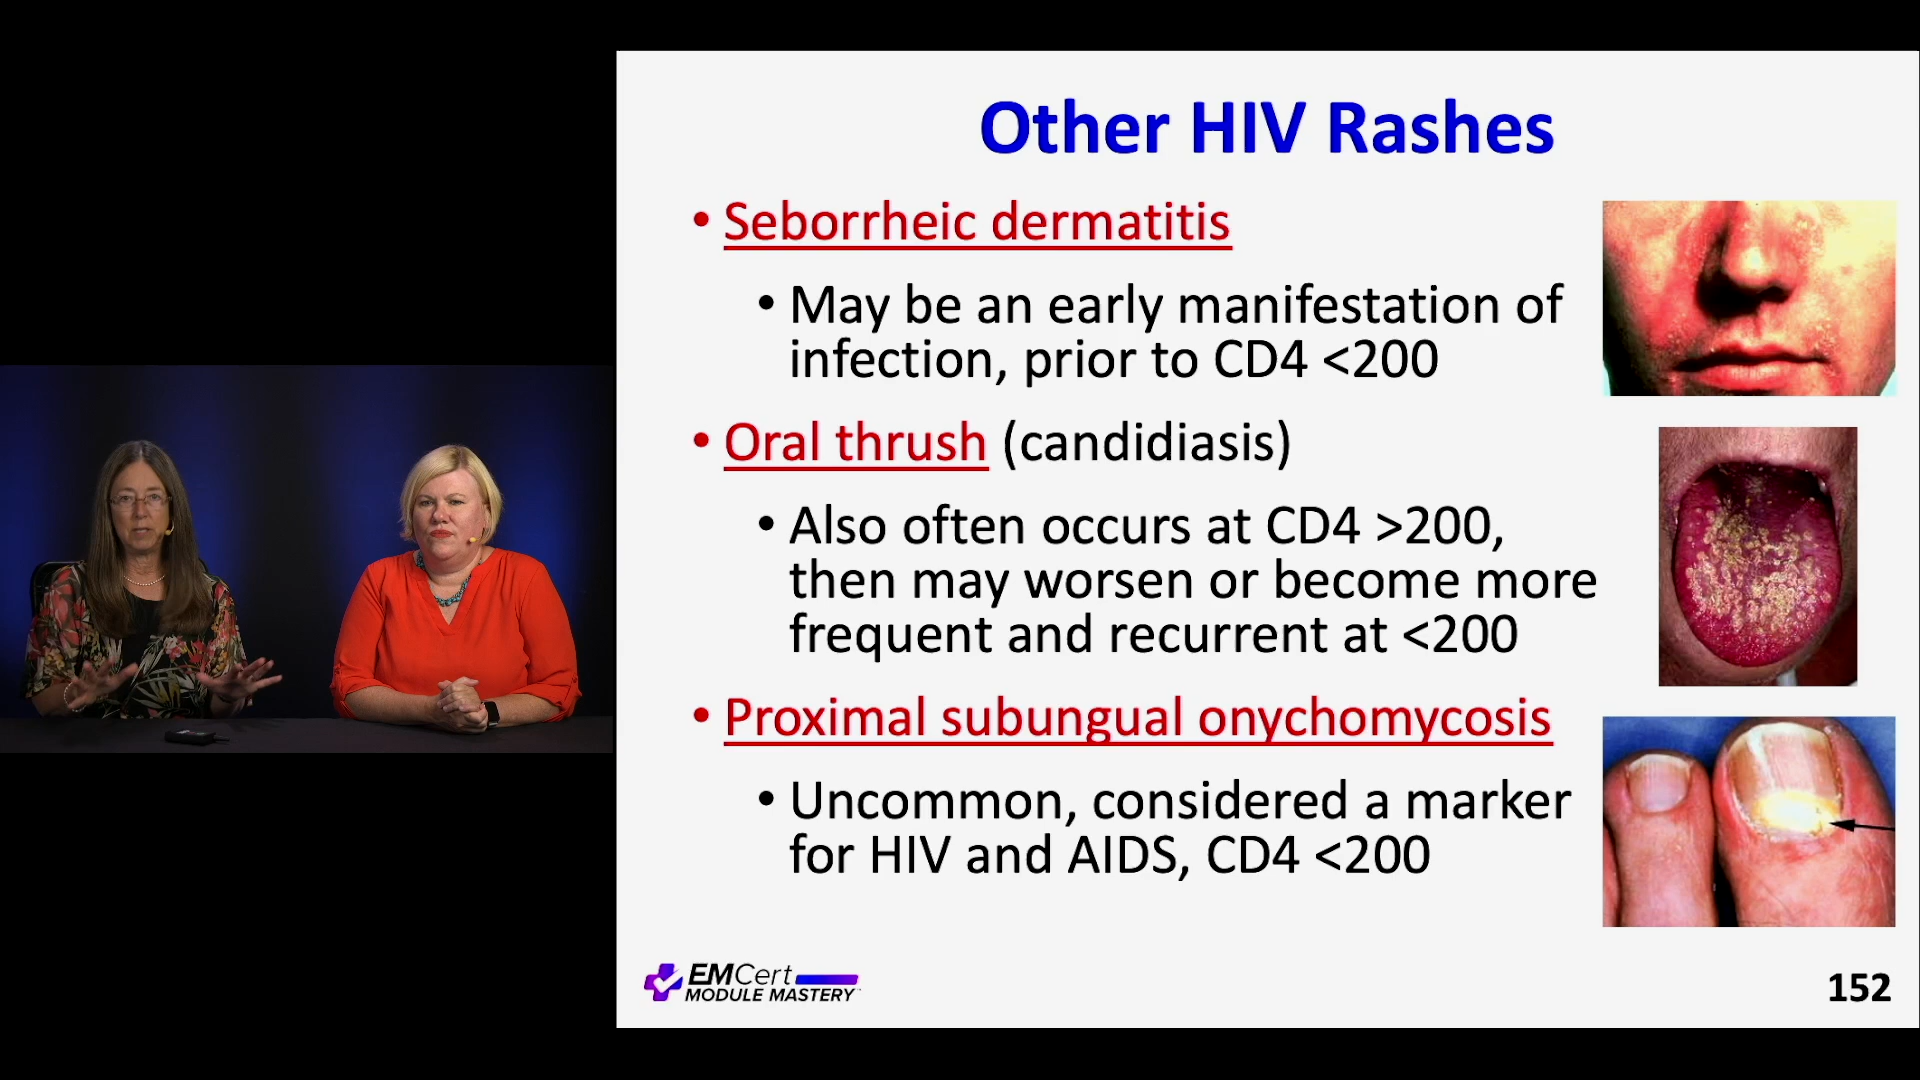 Other HIV Rashes
• Seborrheic dermatitis
• May be an early manifestation of
infection, prior to CD4 <200
• Oral thrush (candidiasis)
• Also often occurs at CD4 >200,
then may worsen or become more
frequent and recurrent at <200
• Proximal subungual onychomycosis
• Uncommon, considered a marker
for HIV and AIDS, CD4 <200
EMCert
MODULE MASTERY
152